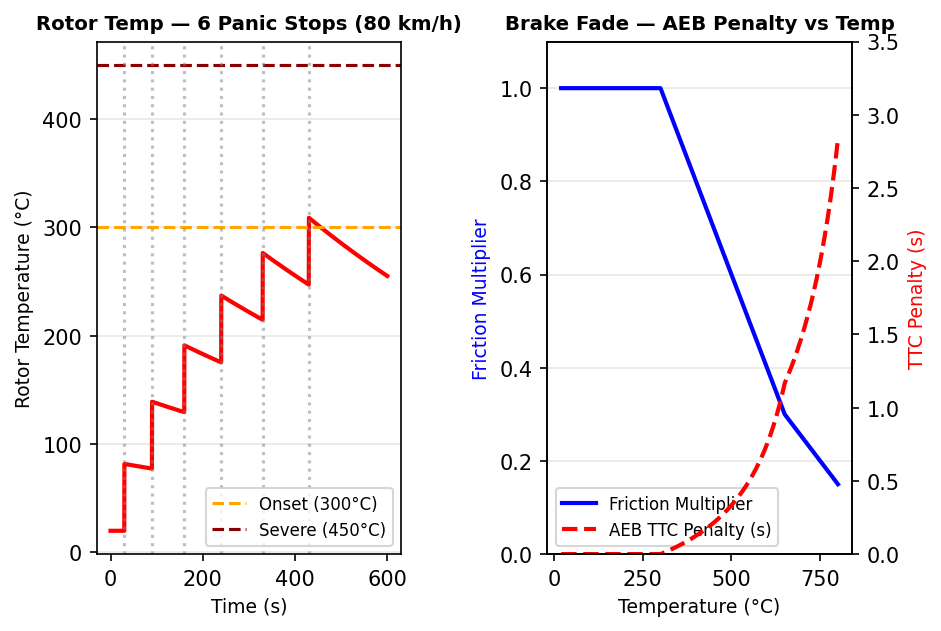 Rotor Temp — 6 Panic Stops (80 km/h)
Rotor Temperature (°C)
400
300
200
100
0
0
200
400
600
Time (s)
Onset (300°C)
Severe (450°C)
Brake Fade — AEB Penalty vs Temp
Friction Multiplier
1.0
0.8
0.6
0.4
0.2
0.0
0
250
500
750
Temperature (°C)
3.5
3.0
2.5
2.0
1.5
1.0
0.5
0.0
TTC Penalty (s)
Friction Multiplier
AEB TTC Penalty (s)